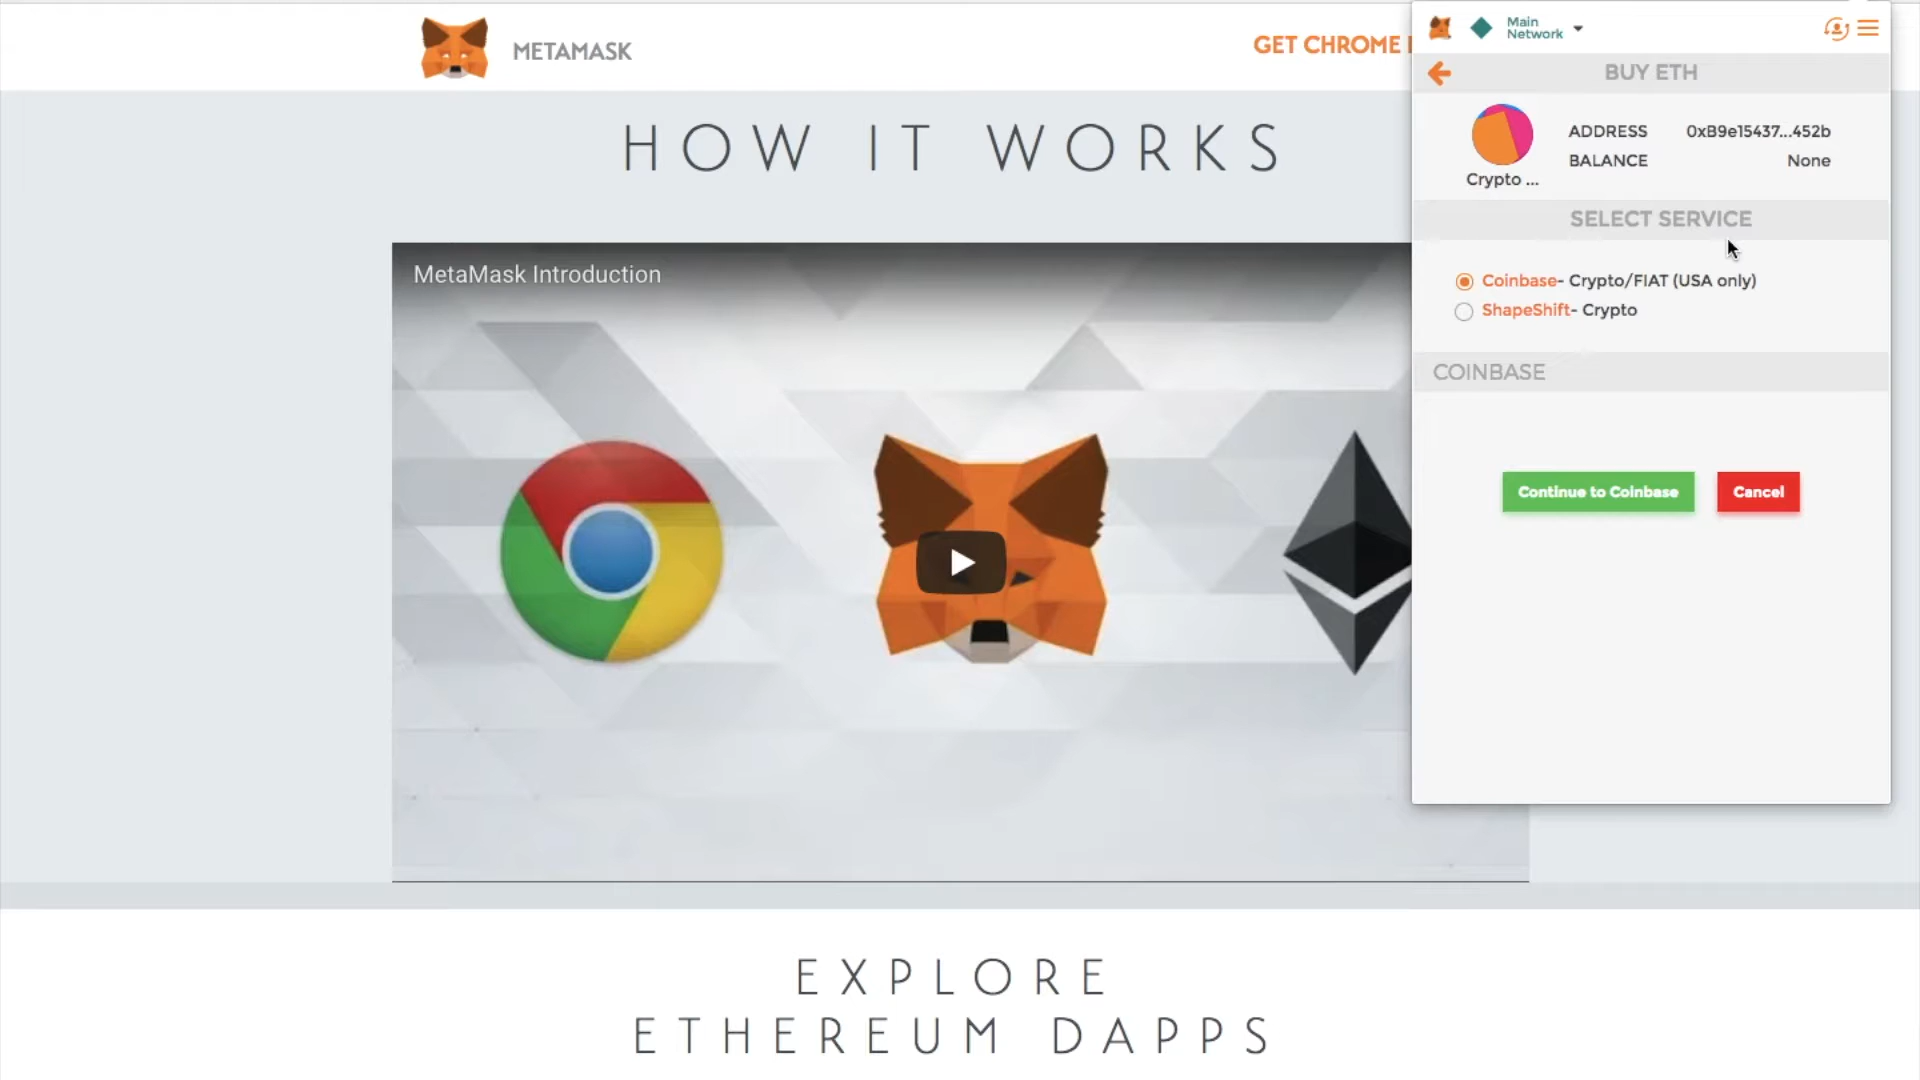 METAMASK
GET CHROME
HOW IT WORKS
MetaMask Introduction
EXPLORE
ETHEREUM DAPPS
Main
Network
BUY ETH
ADDRESS 0xB9e15437...452b
BALANCE None
Crypto ...
SELECT SERVICE
Coinbase- Crypto/FIAT (USA only)
ShapeShift- Crypto
COINBASE
Continue to Coinbase Cancel